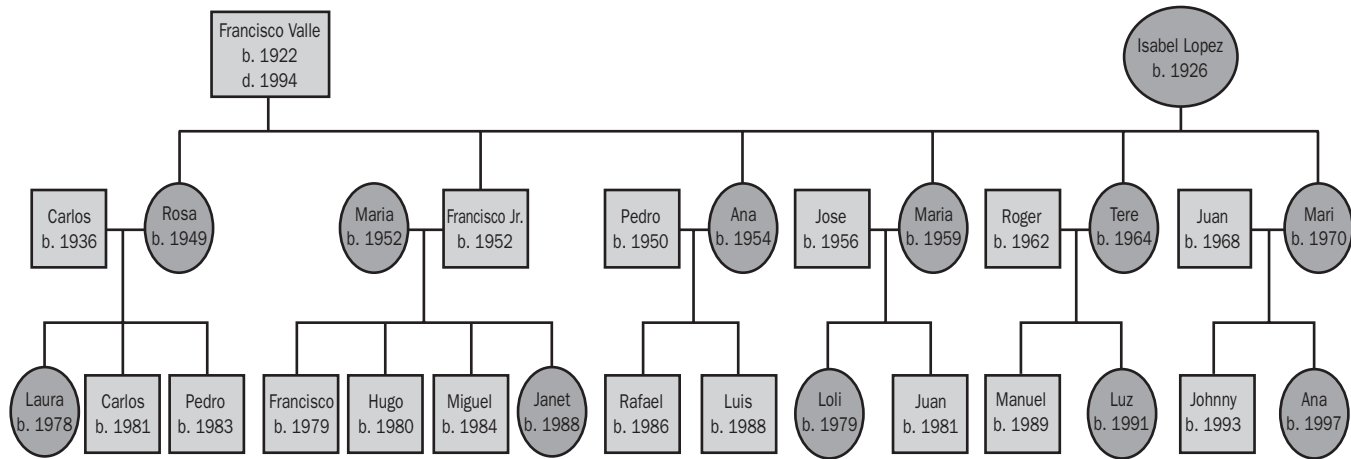 Francisco Valle
b. 1922
d. 1994
Isabel Lopez
b. 1926
Carlos
b. 1936
Rosa
b. 1949
Maria
b. 1952
Francisco Jr.
b. 1952
Pedro
b. 1950
Ana
b. 1954
Jose
b. 1956
Maria
b. 1959
Roger
b. 1962
Tere
b. 1964
Juan
b. 1968
Mari
b. 1970
Laura
b. 1978
Carlos
b. 1981
Pedro
b. 1983
Francisco
b. 1979
Hugo
b. 1980
Miguel
b. 1984
Janet
b. 1988
Rafael
b. 1986
Luis
b. 1988
Loli
b. 1979
Juan
b. 1981
Manuel
b. 1989
Luz
b. 1991
Johnny
b. 1993
Ana
b. 1997